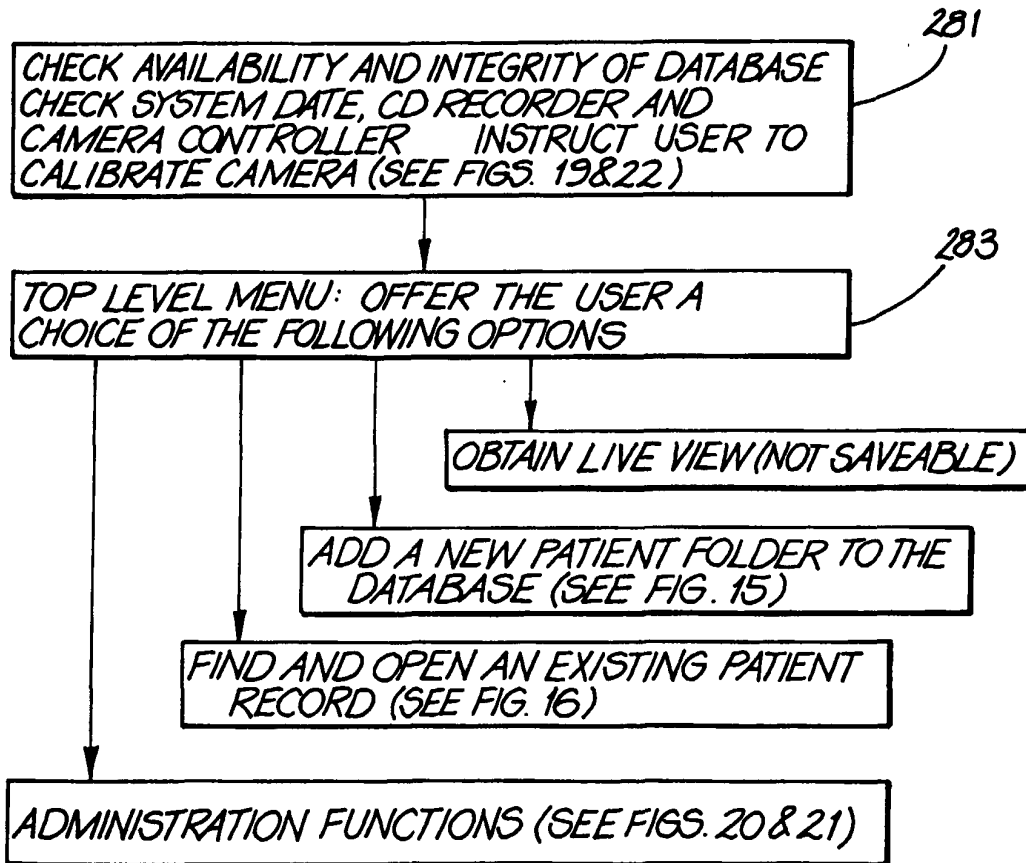 281
CHECK AVAILABILITY AND INTEGRITY OF DATABASE
CHECK SYSTEM DATE, CD RECORDER AND
CAMERA CONTROLLER INSTRUCT USER TO
CALIBRATE CAMERA (SEE FIGS. 19&22)
283
TOP LEVEL MENU: OFFER THE USER A
CHOICE OF THE FOLLOWING OPTIONS
OBTAIN LIVE VIEW (NOT SAVEABLE)
ADD A NEW PATIENT FOLDER TO THE
DATABASE (SEE FIG. 15)
FIND AND OPEN AN EXISTING PATIENT
RECORD (SEE FIG. 16)
ADMINISTRATION FUNCTIONS (SEE FIGS. 20 & 21)